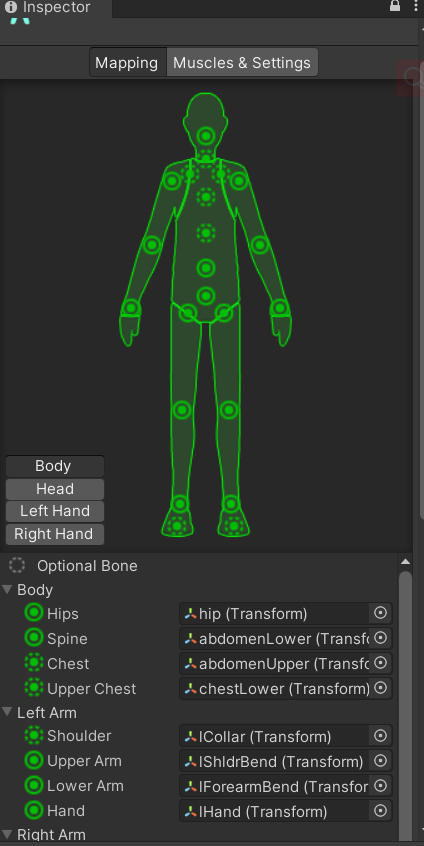 Inspector
Mapping Muscles & Settings
Body
Head
Left Hand
Right Hand
Optional Bone
Body
Hips hip (Transform)
Spine abdomenLower (Transfo
Chest abdomenUpper (Transfo
Upper Chest chestLower (Transform)
Left Arm
Shoulder lCollar (Transform)
Upper Arm lShldrBend (Transform)
Lower Arm lForearmBend (Transfor
Hand lHand (Transform)
Right Arm